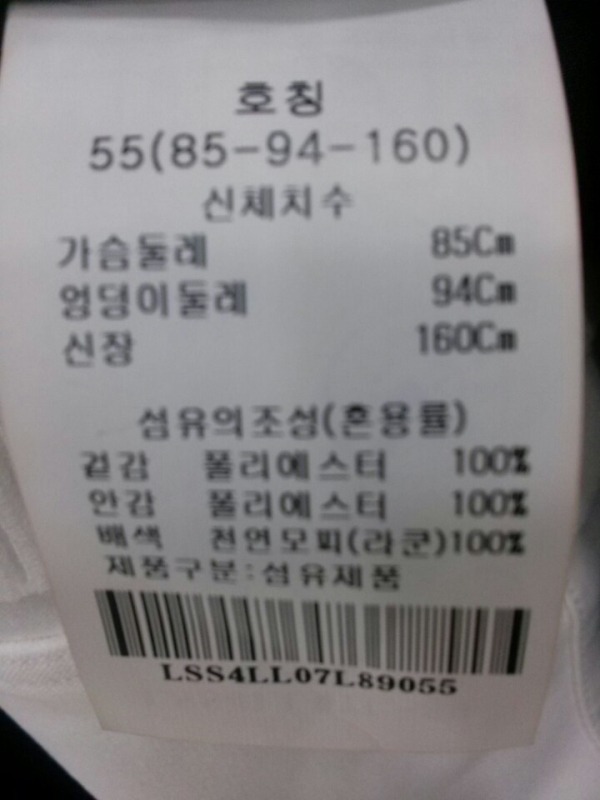 호칭
55(85-94-160)
신체치수
가슴둘레 85Cm
엉덩이둘레 94Cm
신장 160Cm
섬유의조성(혼용률)
겉감 폴리에스터 100%
안감 폴리에스터 100%
배색 천연모피(라쿤)100%
제품구분:섬유제품
LSS4LL07L89055